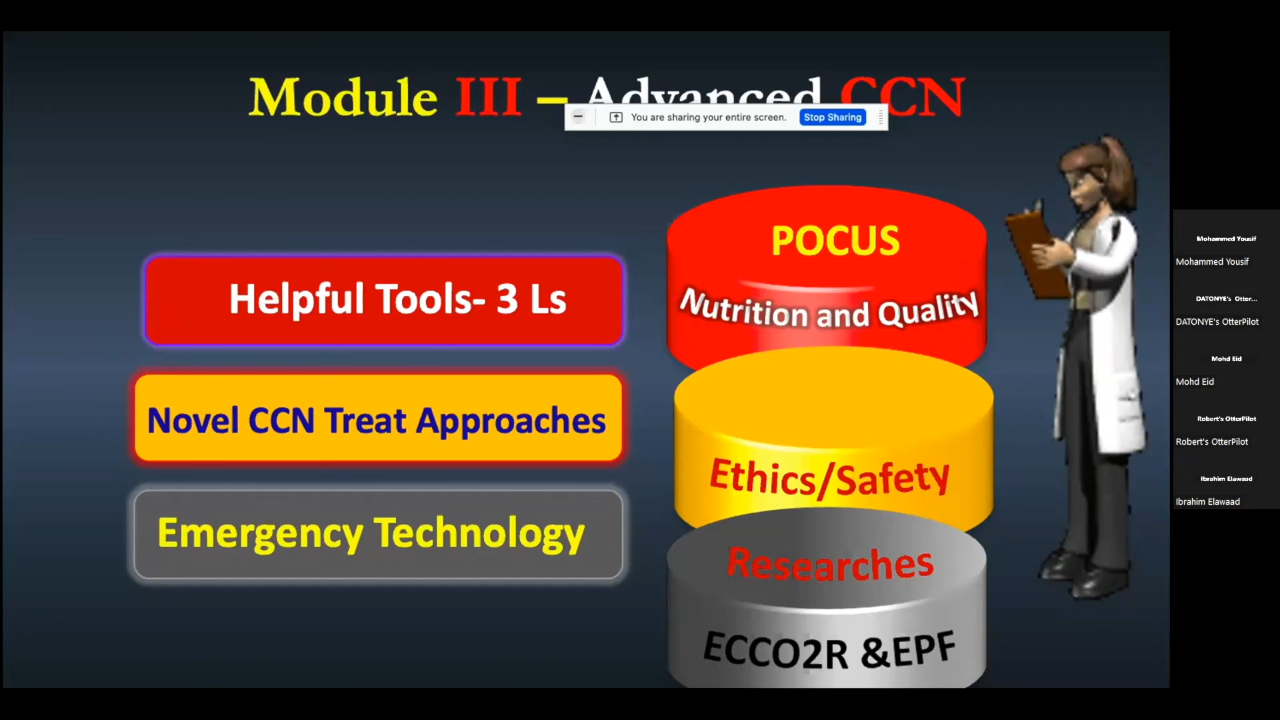 Module III – Advanced CCN
You are sharing your entire screen.
Stop Sharing
Helpful Tools- 3 Ls
Novel CCN Treat Approaches
Emergency Technology
POCUS
Nutrition and Quality
Ethics/Safety
Researches
ECCO2R &EPF
Mohammed Yousif
Mohammed Yousif
DATONYE's Otter...
DATONYE's OtterPilot
Mohd Eid
Mohd Eid
Robert's OtterPilot
Robert's OtterPilot
Ibrahim Elawaad
Ibrahim Elawaad